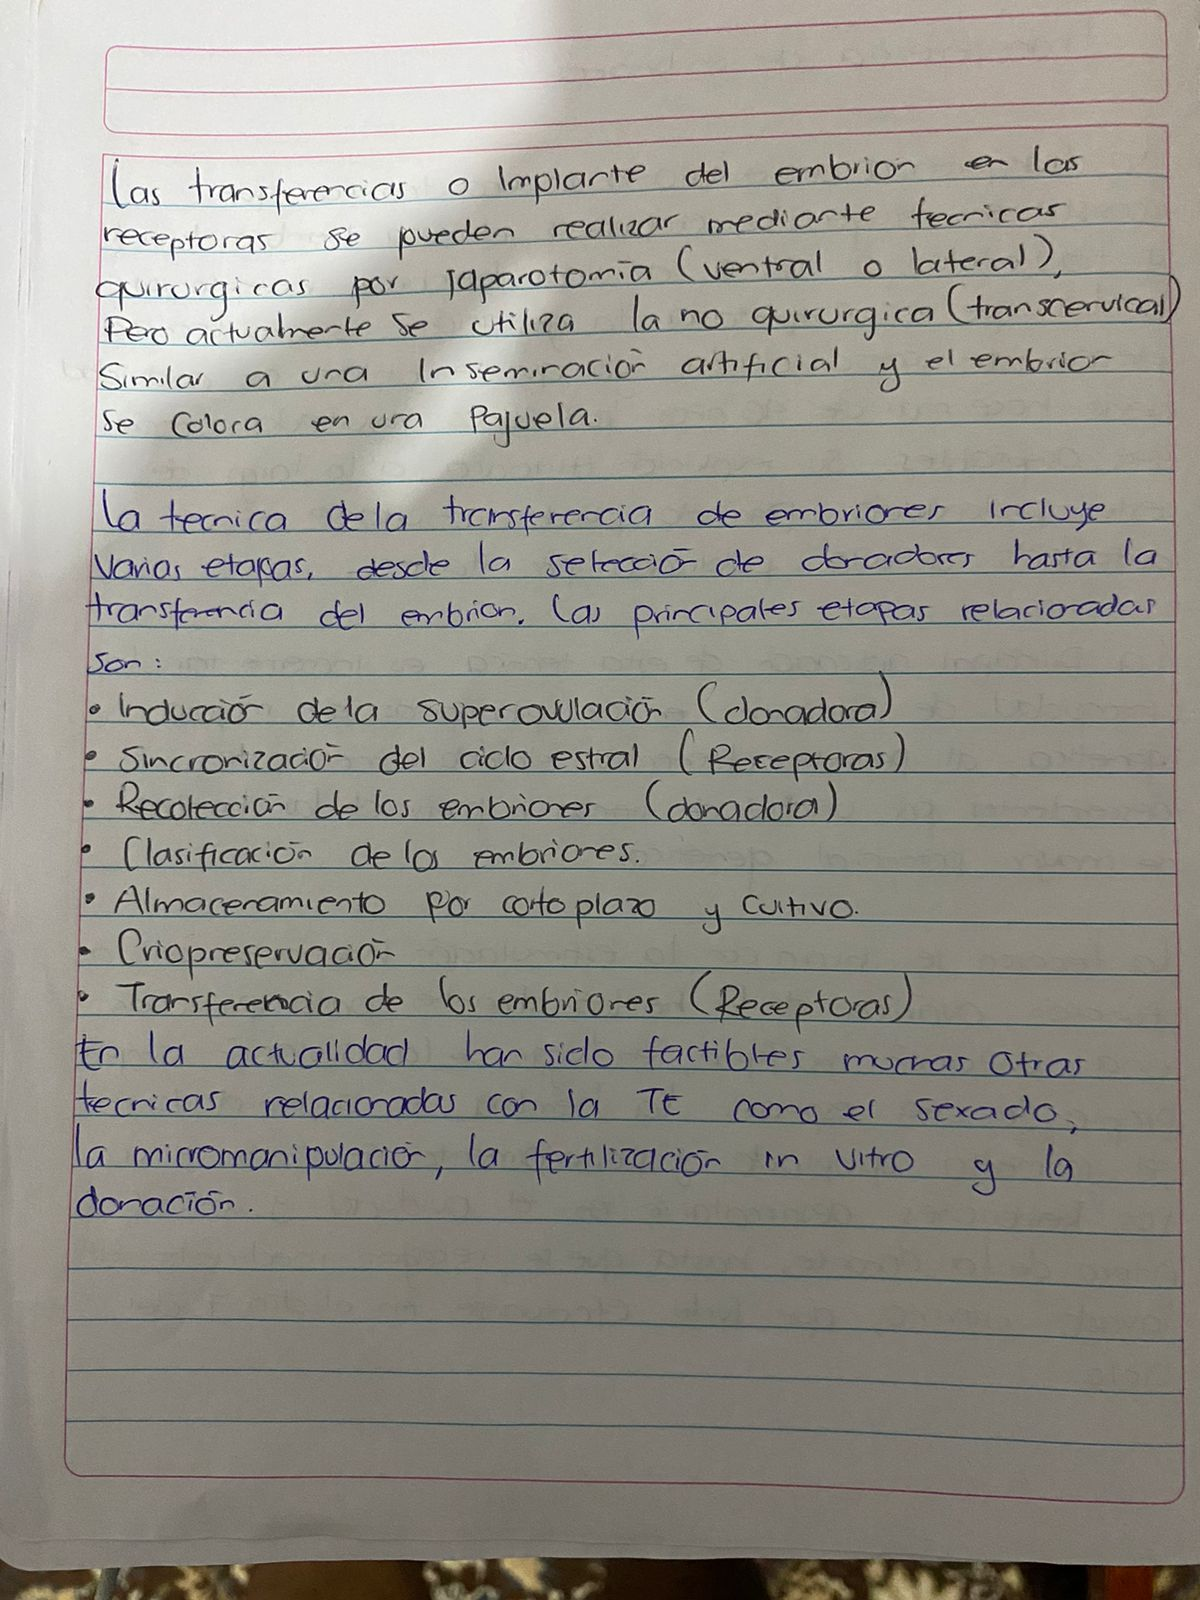 Las transferencias o Implante del embrion en las
receptoras se pueden realizar mediante tecnicas
quirurgicas por laparotomia (ventral o lateral),
Pero actualmente se utiliza la no quirurgica (transcervical)
Similar a una Inseminación artificial y el embrion
se coloca en una Pajuela.
La tecnica de la transferencia de embriones incluye
Varias etapas, desde la selección de donadores hasta la
transferencia del embrion. Las principales etapas relacionadas
son:
• Inducción de la superovulación (donadora)
• Sincronización del ciclo estral (Receptoras)
• Recolección de los embriones (donadora)
• Clasificación de los embriones.
• Almacenamiento por corto plazo y cultivo.
• Criopreservación
• Transferencia de los embriones (Receptoras)
En la actualidad han sido factibles muchas otras
tecnicas relacionadas con la TE como el sexado,
la micromanipulación, la fertilización in vitro y la
donación.